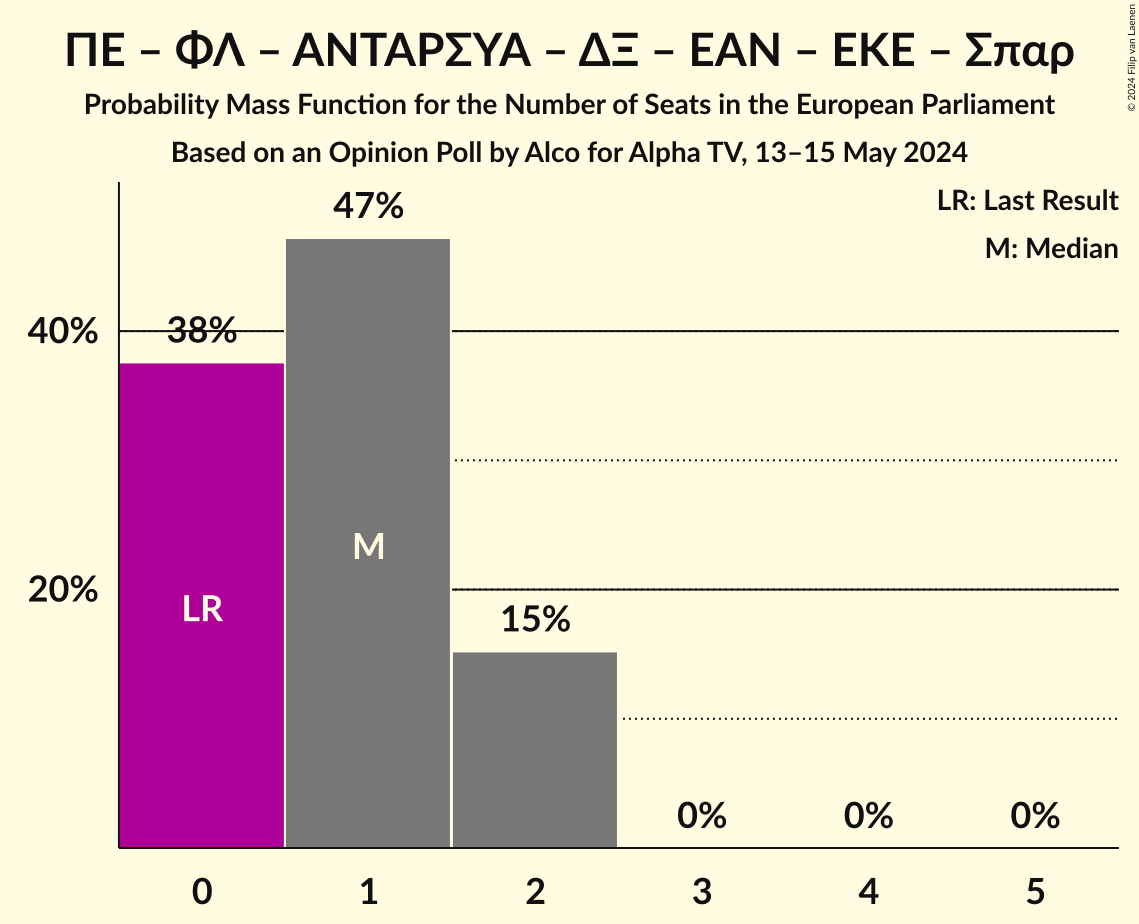 ΠΕ – ΦΛ – ΑΝΤΑΡΣΥΑ – ΔΞ – ΕΑΝ – ΕΚΕ – Σπαρ
Probability Mass Function for the Number of Seats in the European Parliament
Based on an Opinion Poll by Alco for Alpha TV, 13–15 May 2024
© 2024 Filip van Laenen
LR: Last Result
M: Median
47%
40%
38%
M
20%
LR
15%
0% 0% 0%
0 1 2 3 4 5